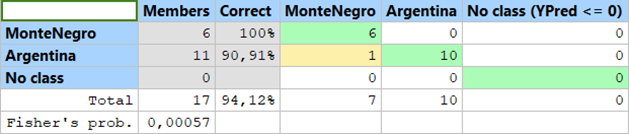 Members Correct MonteNegro Argentina No class (YPred <= 0)
MonteNegro 6 100% 6 0 0
Argentina 11 90,91% 1 10 0
No class 0 0 0 0
Total 17 94,12% 7 10 0
Fisher's prob. 0,00057